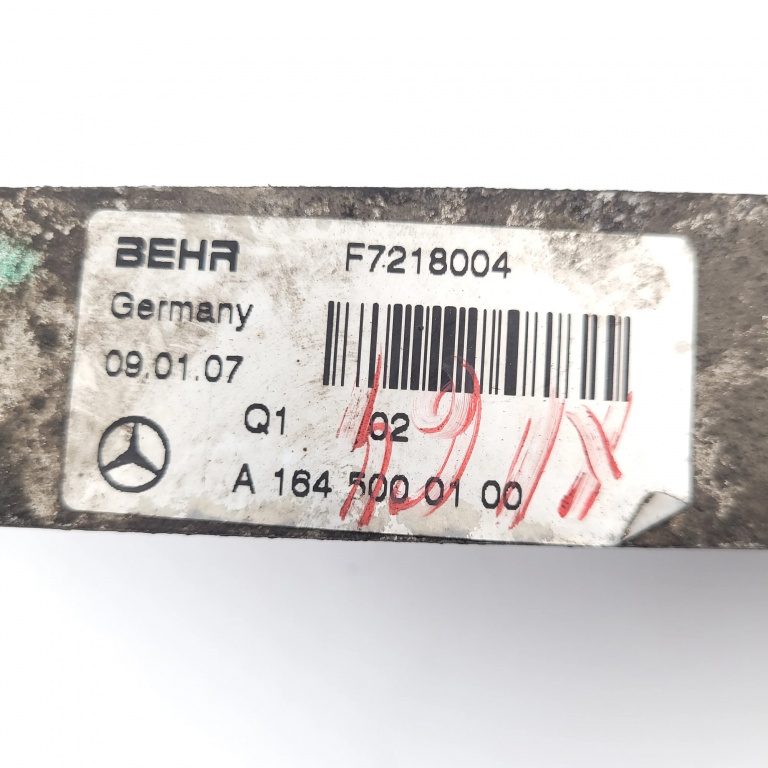 BEHR F7218004
Germany
09.01.07
Q1 02
A 164 500 01 00